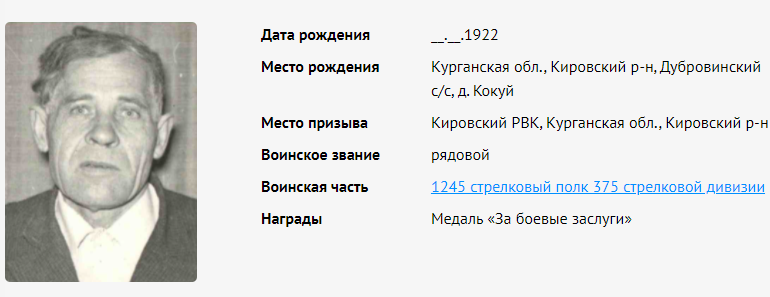 Дата рождения __.__.1922
Место рождения Курганская обл., Кировский р-н, Дубровинский
с/с, д. Кокуй
Место призыва Кировский РВК, Курганская обл., Кировский р-н
Воинское звание рядовой
Воинская часть 1245 стрелковый полк 375 стрелковой дивизии
Награды Медаль «За боевые заслуги»